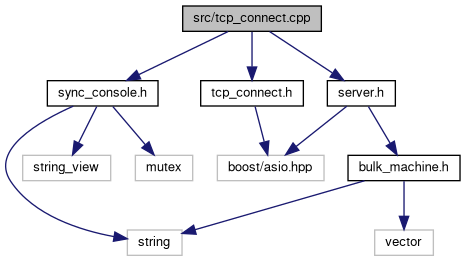 src/tcp_connect.cpp
sync_console.h
tcp_connect.h
server.h
string_view
mutex
boost/asio.hpp
bulk_machine.h
string
vector